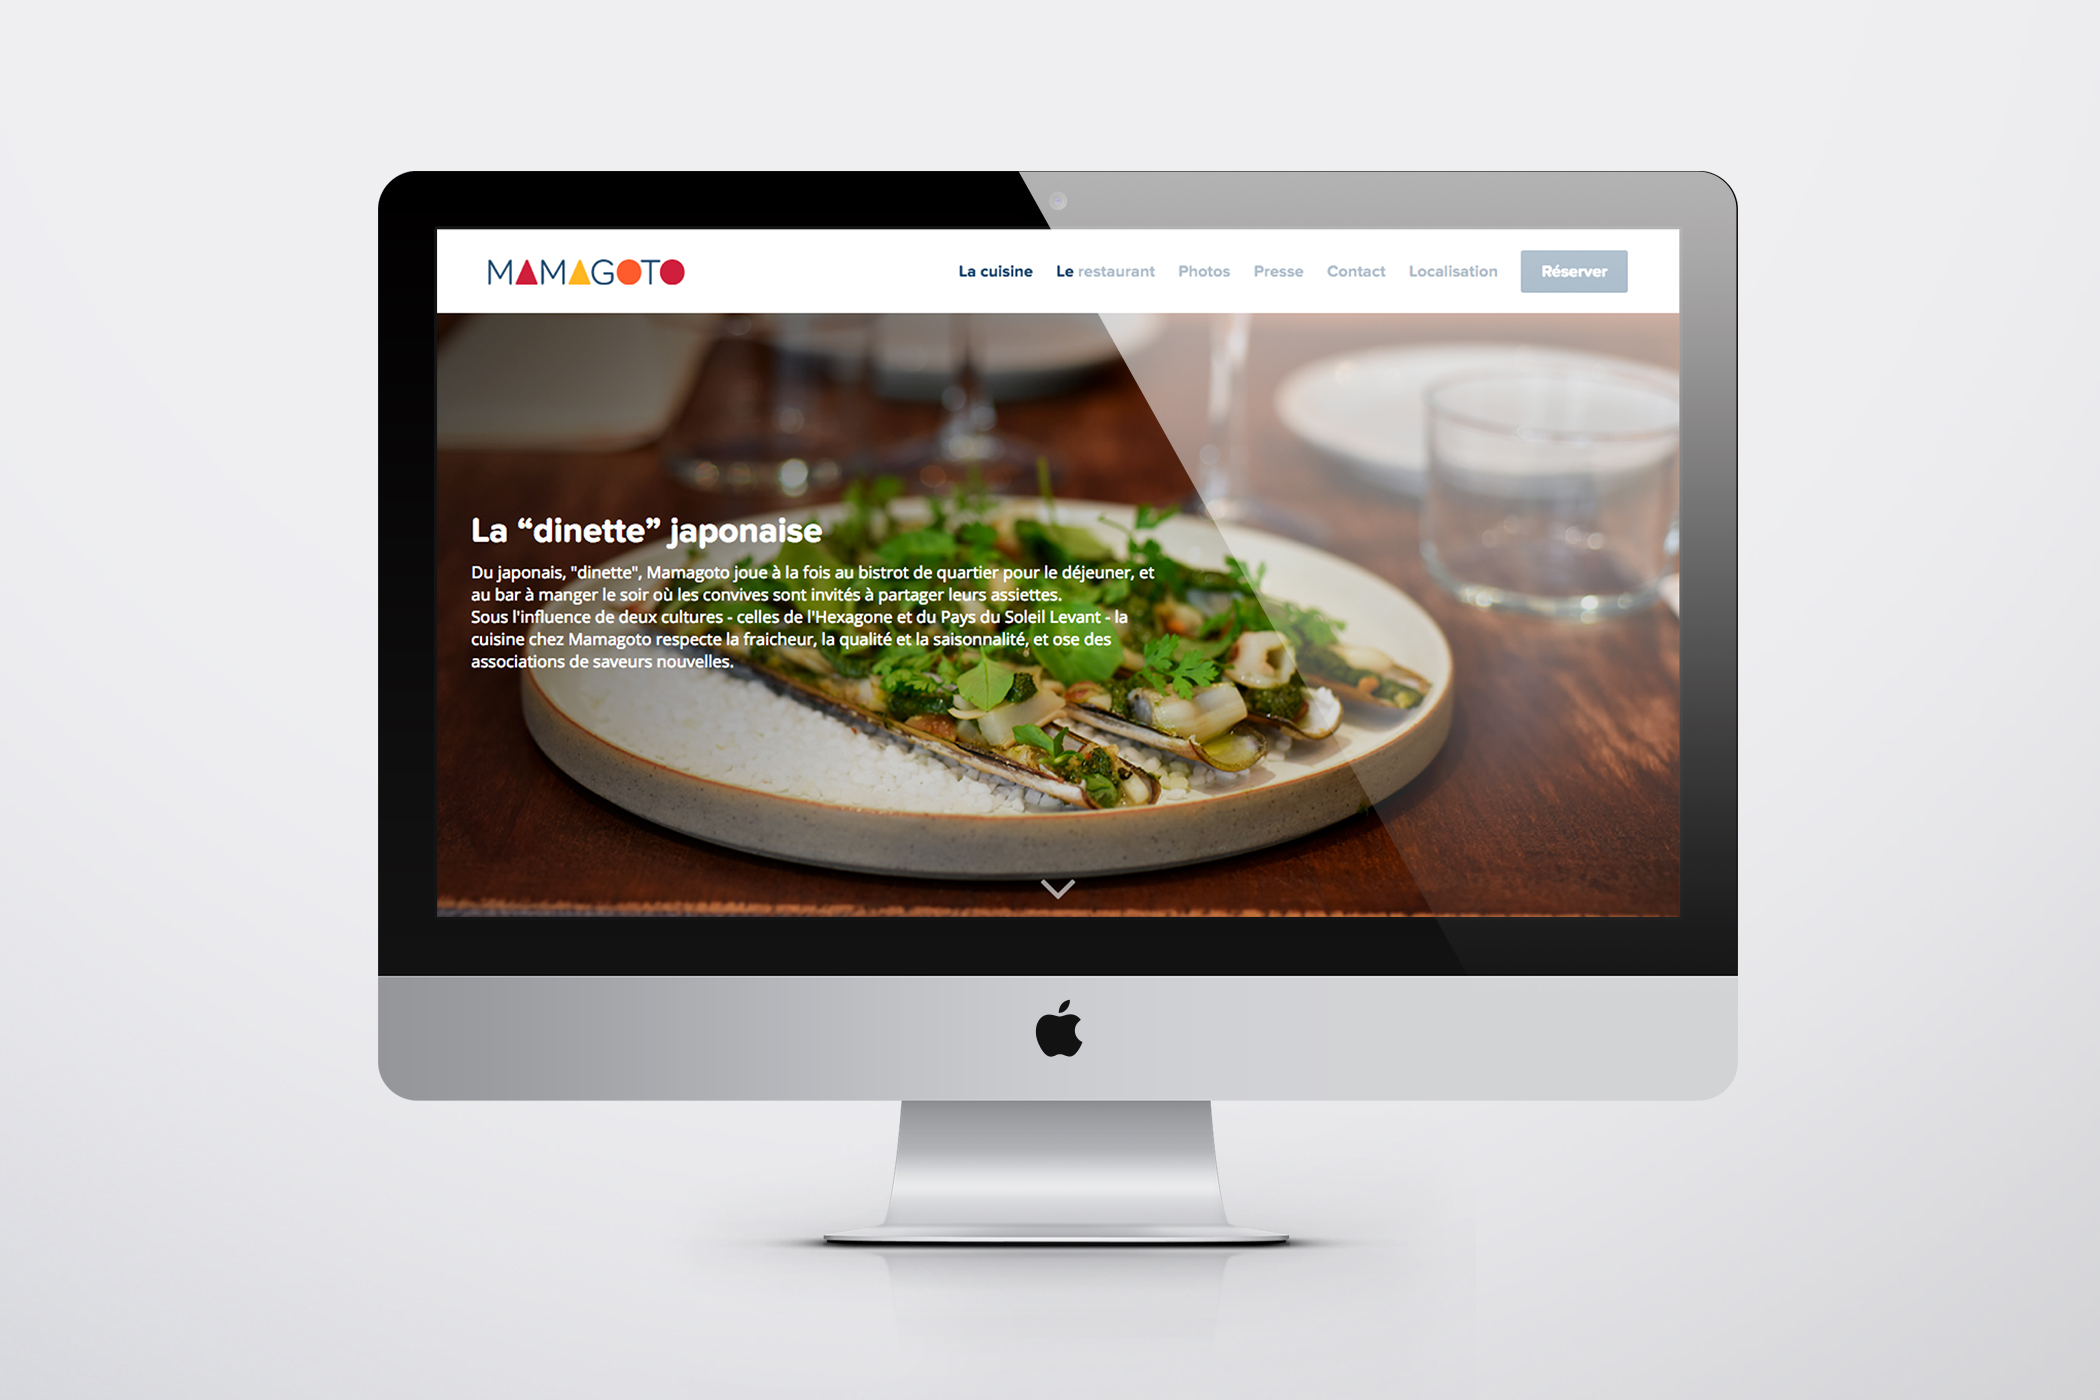 MAMAGOTO
La cuisine Le restaurant Photos Presse Contact Localisation Réserver
La “dinette” japonaise
Du japonais, "dinette", Mamagoto joue à la fois au bistrot de quartier pour le déjeuner, et
au bar à manger le soir où les convives sont invités à partager leurs assiettes.
Sous l'influence de deux cultures - celles de l'Hexagone et du Pays du Soleil Levant - la
cuisine chez Mamagoto respecte la fraicheur, la qualité et la saisonnalité, et ose des
associations de saveurs nouvelles.